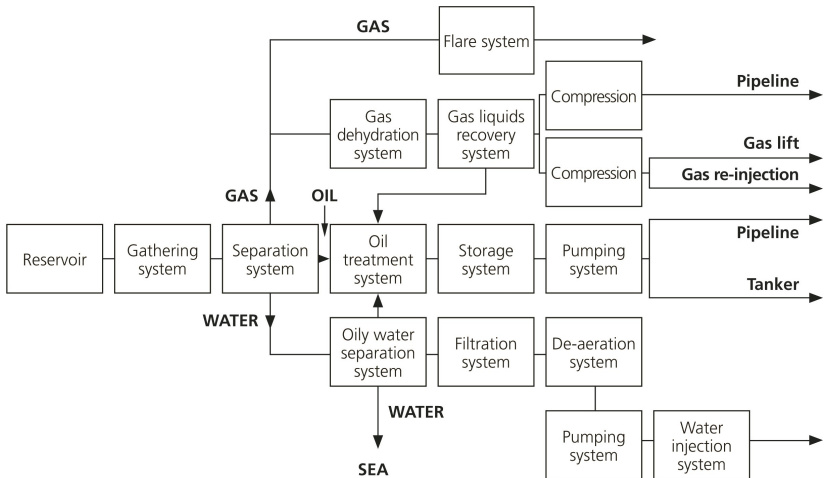 GAS
Flare system
Pipeline
Compression
Gas
dehydration
system
Gas liquids
recovery
system
Gas lift
Compression
Gas re-injection
GAS
OIL
Reservoir
Gathering
system
Separation
system
Oil
treatment
system
Storage
system
Pumping
system
Pipeline
Tanker
WATER
Oily water
separation
system
Filtration
system
De-aeration
system
WATER
Pumping
system
Water
injection
system
SEA